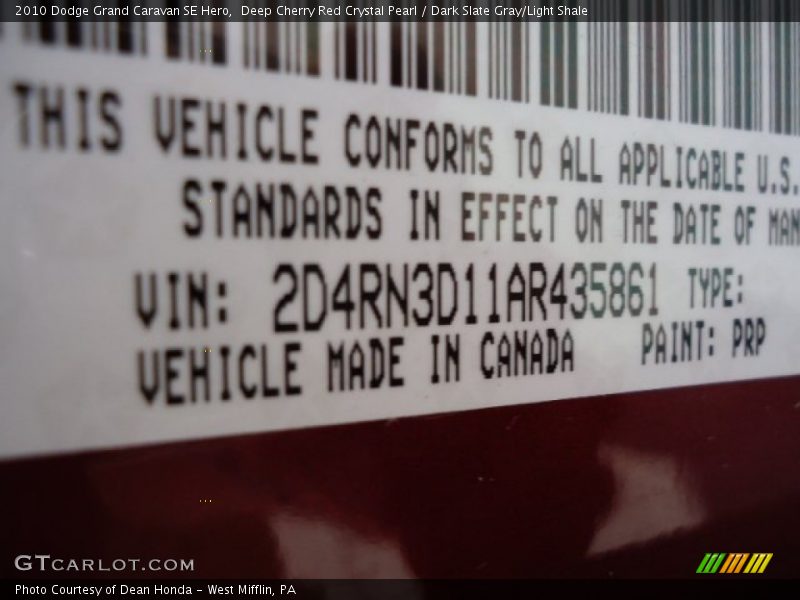 2010 Dodge Grand Caravan SE Hero,  Deep Cherry Red Crystal Pearl / Dark Slate Gray/Light Shale
THIS VEHICLE CONFORMS TO ALL APPLICABLE U.S.
STANDARDS IN EFFECT ON THE DATE OF MAN
VIN: 2D4RN3D11AR435861 TYPE:
VEHICLE MADE IN CANADA PAINT: PRP
GTCARLOT.COM
Photo Courtesy of Dean Honda - West Mifflin, PA